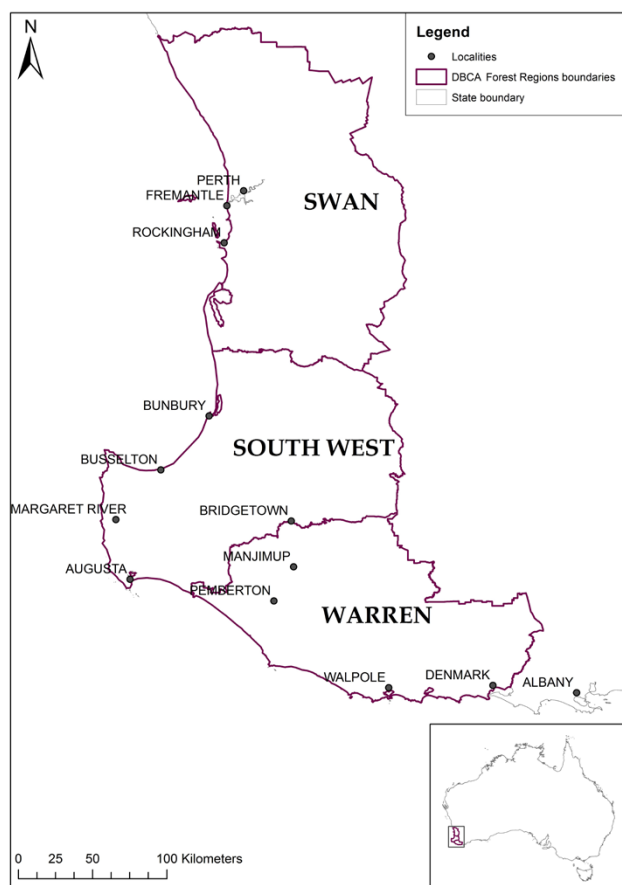 N
Legend
Localities
DBCA Forest Regions boundaries
State boundary
PERTH
FREMANTLE
SWAN
ROCKINGHAM
BUNBURY
SOUTH WEST
BUSSELTON
MARGARET RIVER
BRIDGETOWN
MANJIMUP
AUGUSTA
PEMBERTON
WARREN
WALPOLE
DENMARK
ALBANY
0 25 50 100 Kilometers